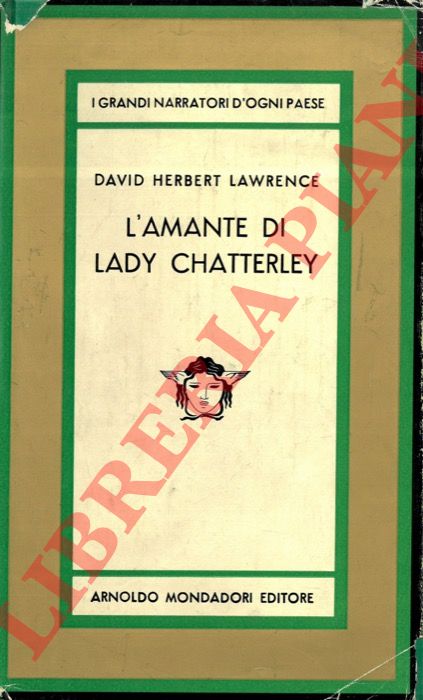 I GRANDI NARRATORI D'OGNI PAESE
DAVID HERBERT LAWRENCE
L'AMANTE DI
LADY CHATTERLEY
ARNOLDO MONDADORI EDITORE
LIBRERIA PIANI